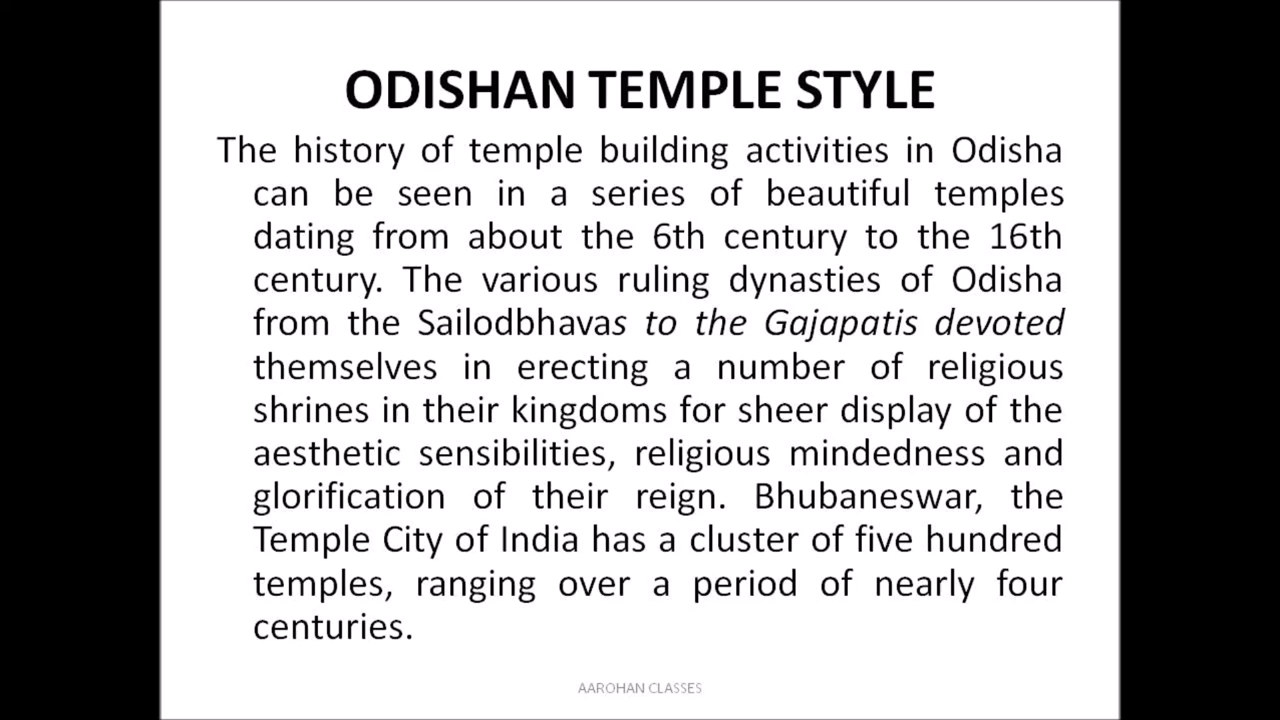 ODISHAN TEMPLE STYLE
The history of temple building activities in Odisha
can be seen in a series of beautiful temples
dating from about the 6th century to the 16th
century. The various ruling dynasties of Odisha
from the Sailodbhavas to the Gajapatis devoted
themselves in erecting a number of religious
shrines in their kingdoms for sheer display of the
aesthetic sensibilities, religious mindedness and
glorification of their reign. Bhubaneswar, the
Temple City of India has a cluster of five hundred
temples, ranging over a period of nearly four
centuries.
AAROHAN CLASSES